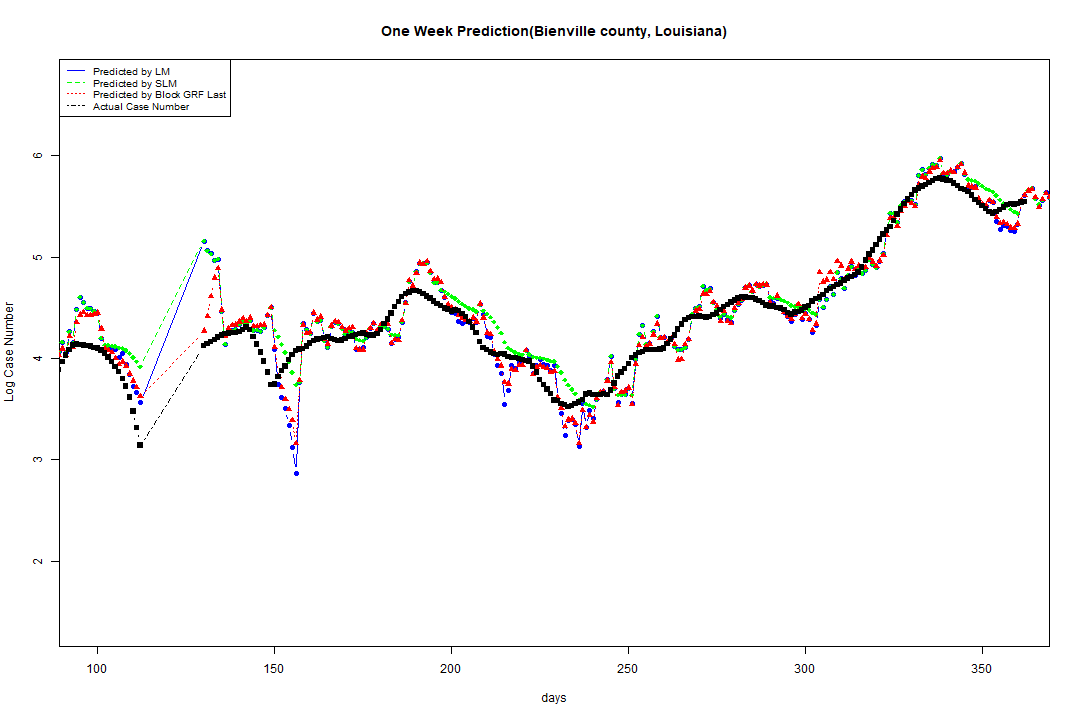 One Week Prediction(Bienville county, Louisiana)
Predicted by LM
Predicted by SLM
Predicted by Block GRF Last
Actual Case Number
6
5
4
3
2
Log Case Number
100 150 200 250 300 350
days